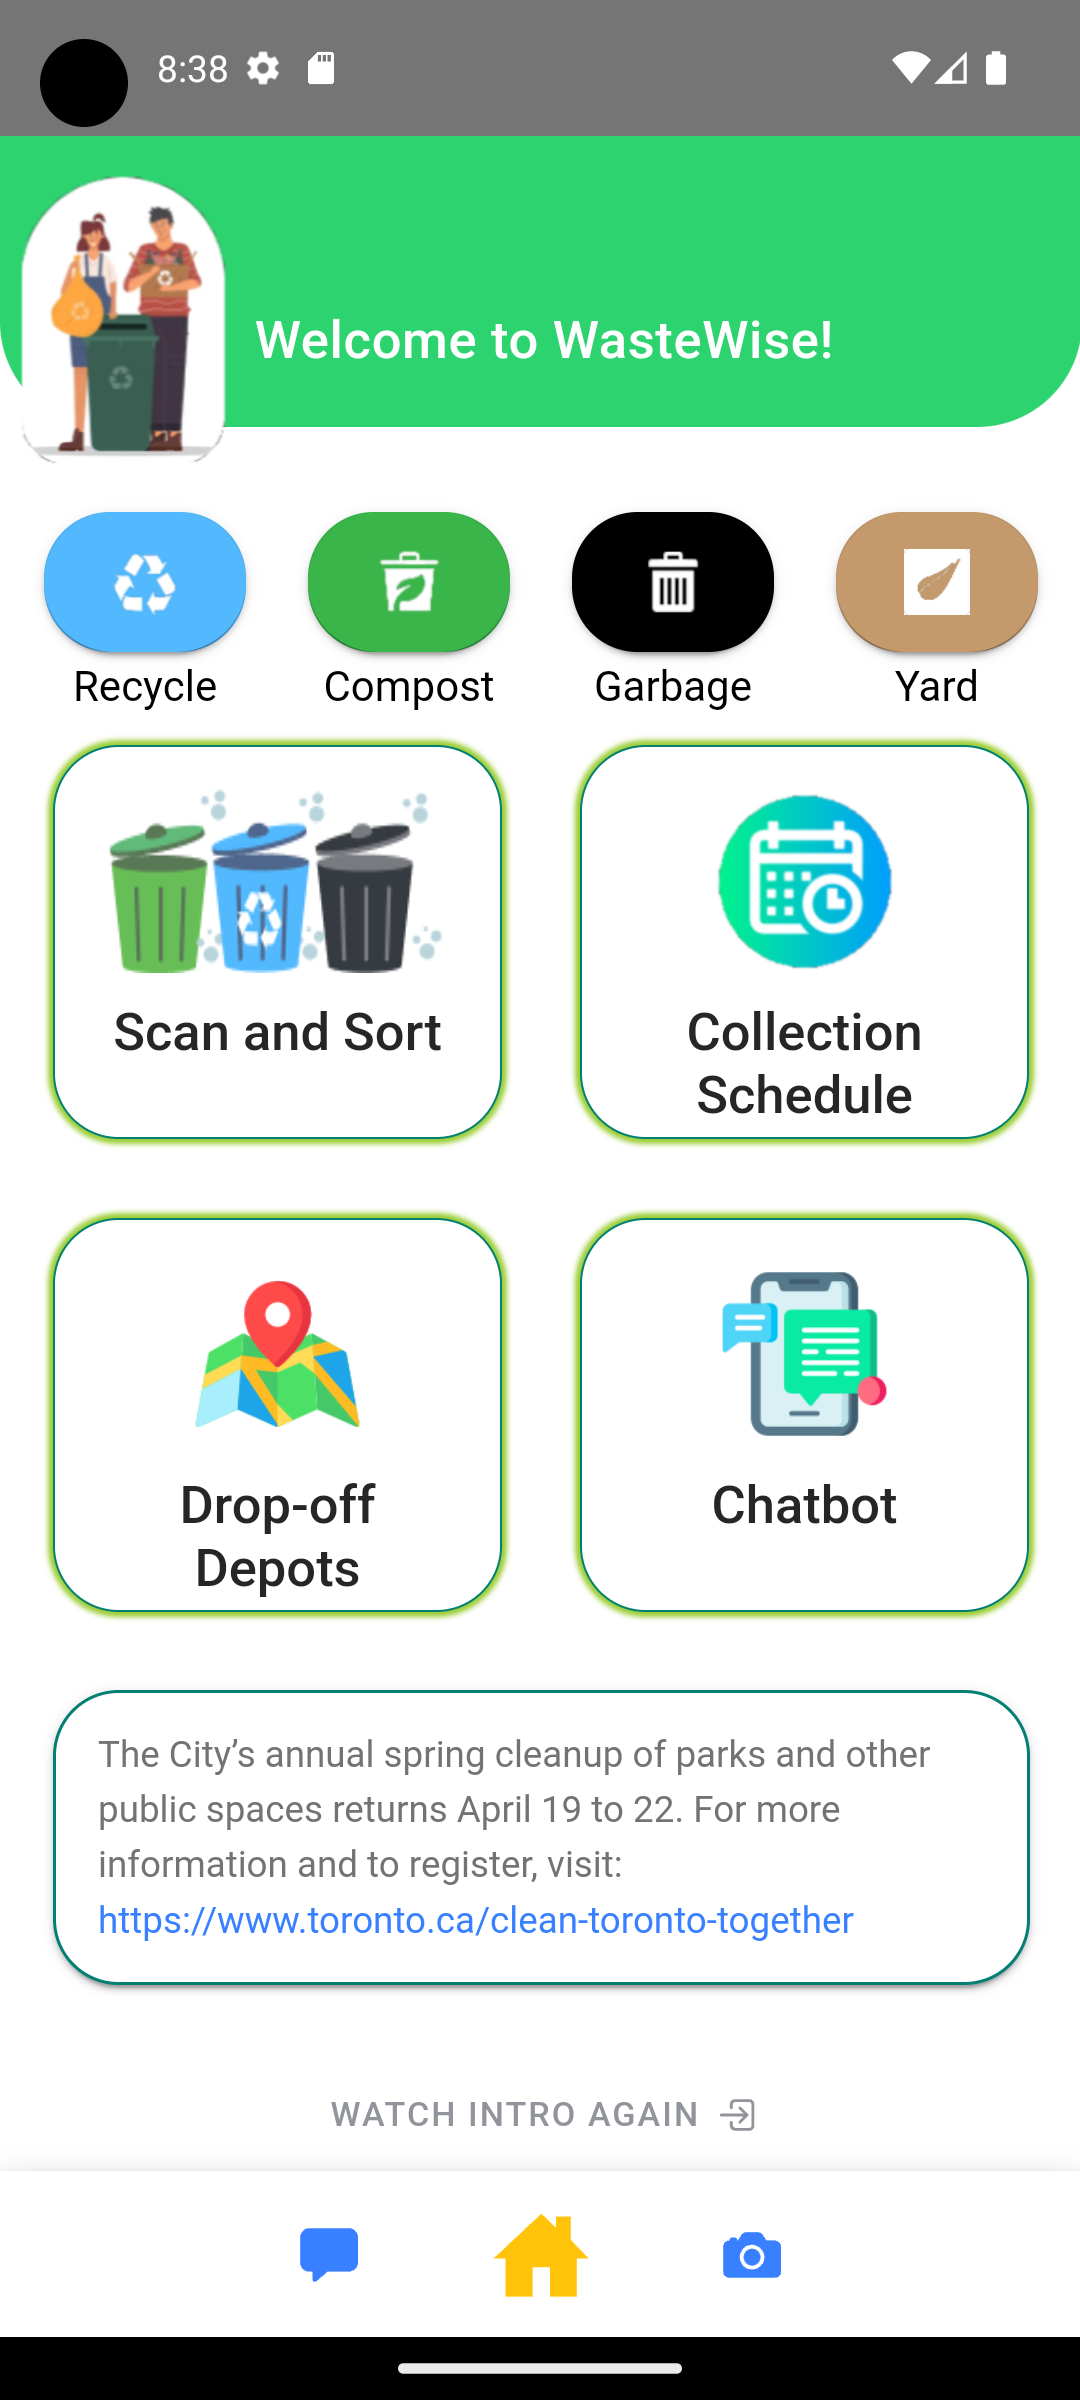 8:38
Welcome to WasteWise!
Recycle
Compost
Garbage
Yard
Scan and Sort
Collection
Schedule
Drop-off
Depots
Chatbot
The City’s annual spring cleanup of parks and other
public spaces returns April 19 to 22. For more
information and to register, visit:
https://www.toronto.ca/clean-toronto-together
WATCH INTRO AGAIN